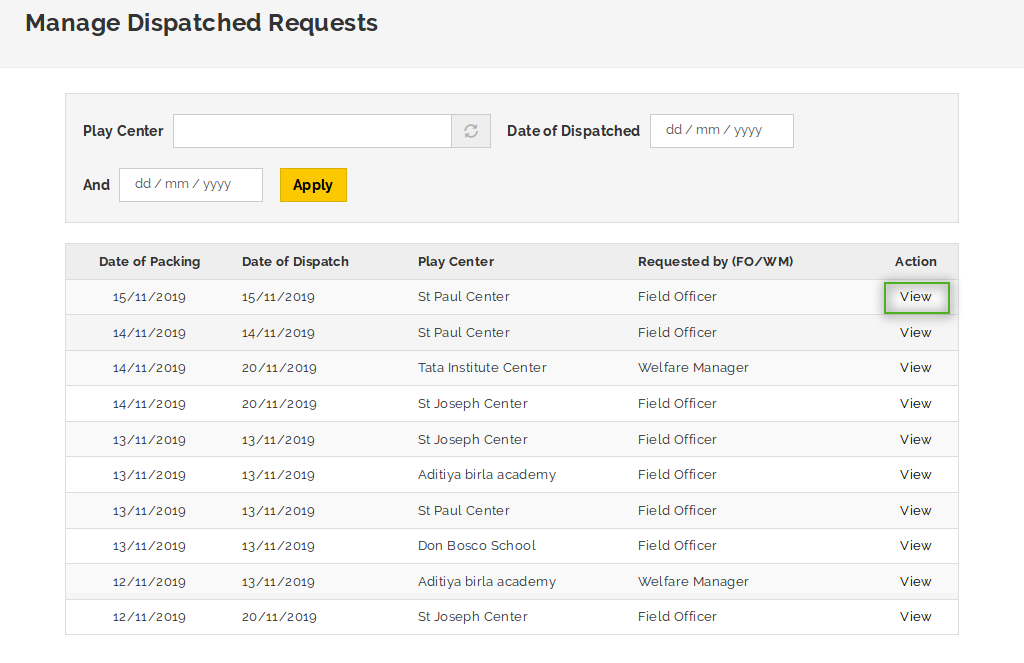 Manage Dispatched Requests
Play Center Date of Dispatched dd / mm / yyyy
And dd / mm / yyyy Apply
Date of Packing Date of Dispatch Play Center Requested by (FO/WM) Action
15/11/2019 15/11/2019 St Paul Center Field Officer View
14/11/2019 14/11/2019 St Paul Center Field Officer View
14/11/2019 20/11/2019 Tata Institute Center Welfare Manager View
14/11/2019 20/11/2019 St Joseph Center Field Officer View
13/11/2019 13/11/2019 St Joseph Center Field Officer View
13/11/2019 13/11/2019 Aditiya birla academy Field Officer View
13/11/2019 13/11/2019 St Paul Center Field Officer View
13/11/2019 13/11/2019 Don Bosco School Field Officer View
12/11/2019 13/11/2019 Aditiya birla academy Welfare Manager View
12/11/2019 20/11/2019 St Joseph Center Field Officer View